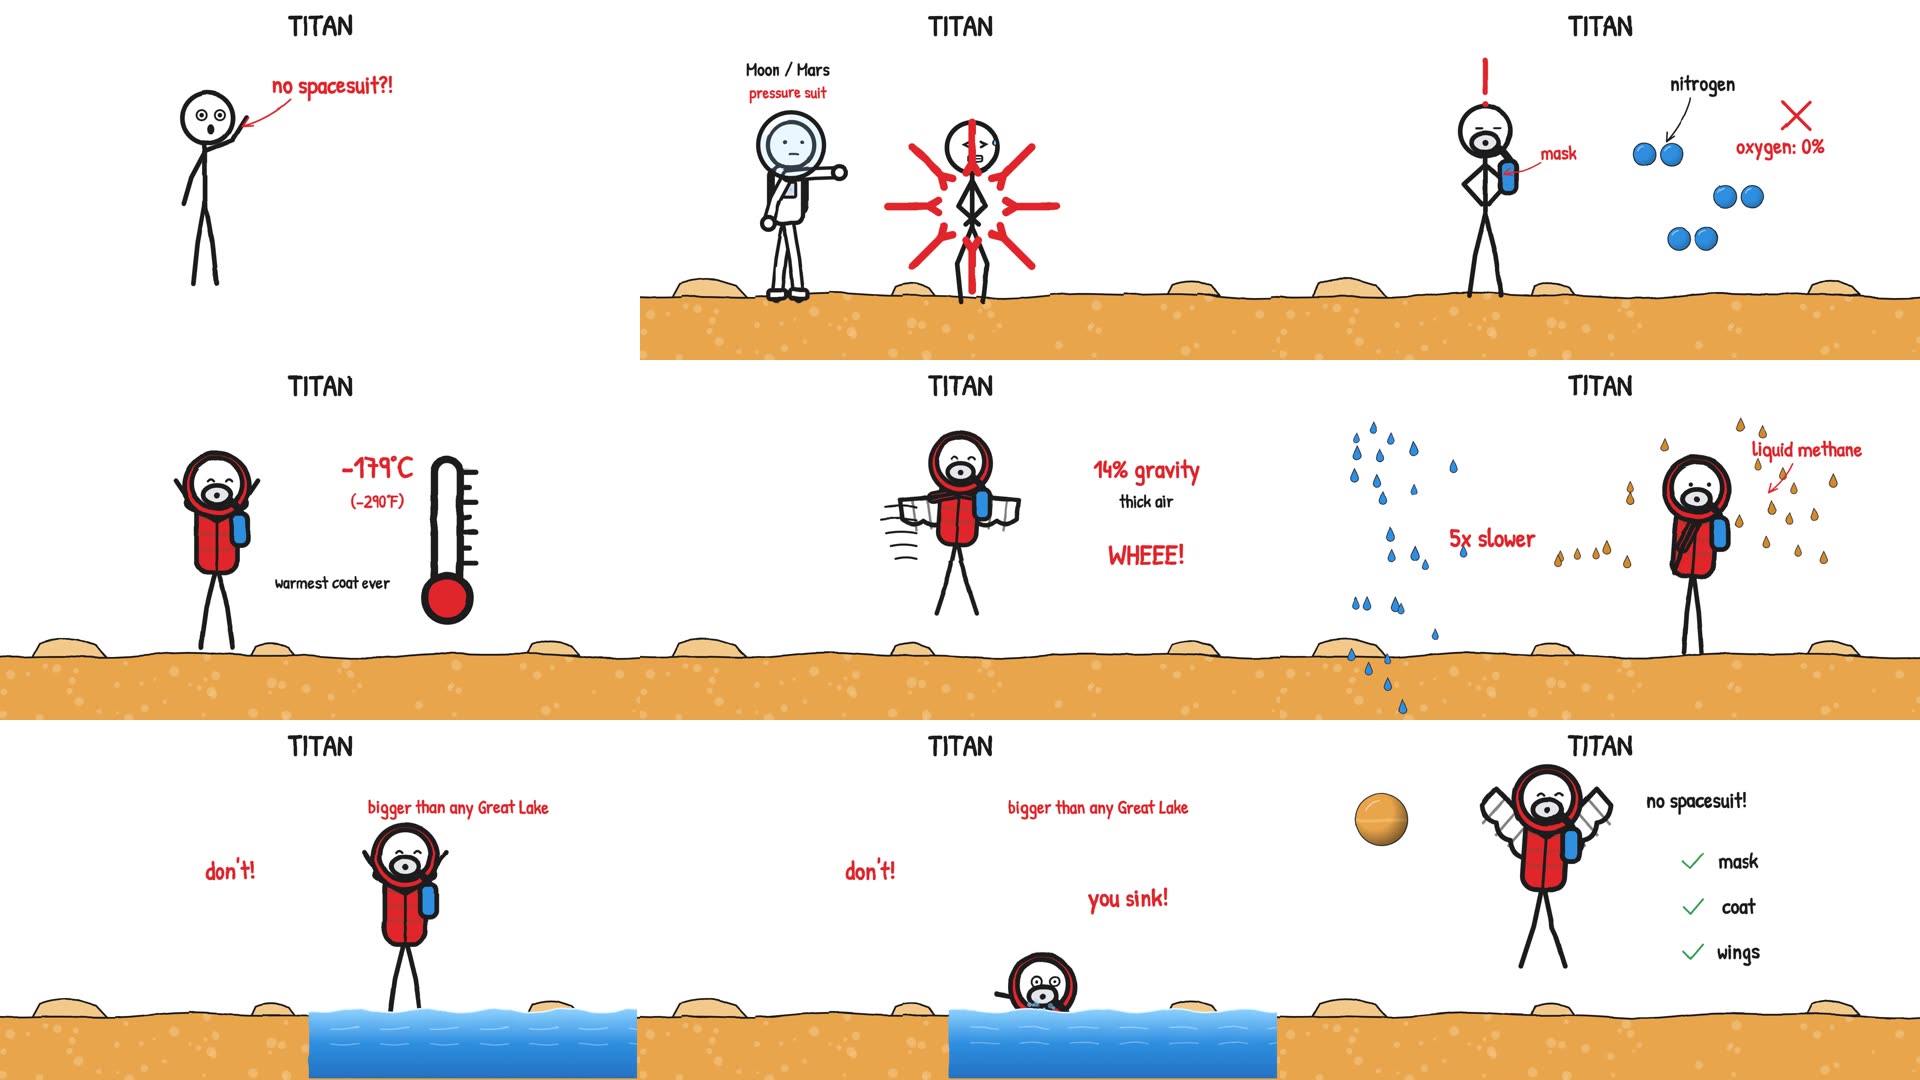 TITAN
no spacesuit?!
TITAN
Moon / Mars
pressure suit
TITAN
nitrogen
mask
oxygen: 0%
TITAN
-179°C
(-290°F)
warmest coat ever
TITAN
14% gravity
thick air
WHEEE!
TITAN
liquid methane
5x slower
TITAN
bigger than any Great Lake
don't!
TITAN
bigger than any Great Lake
don't!
you sink!
TITAN
no spacesuit!
mask
coat
wings